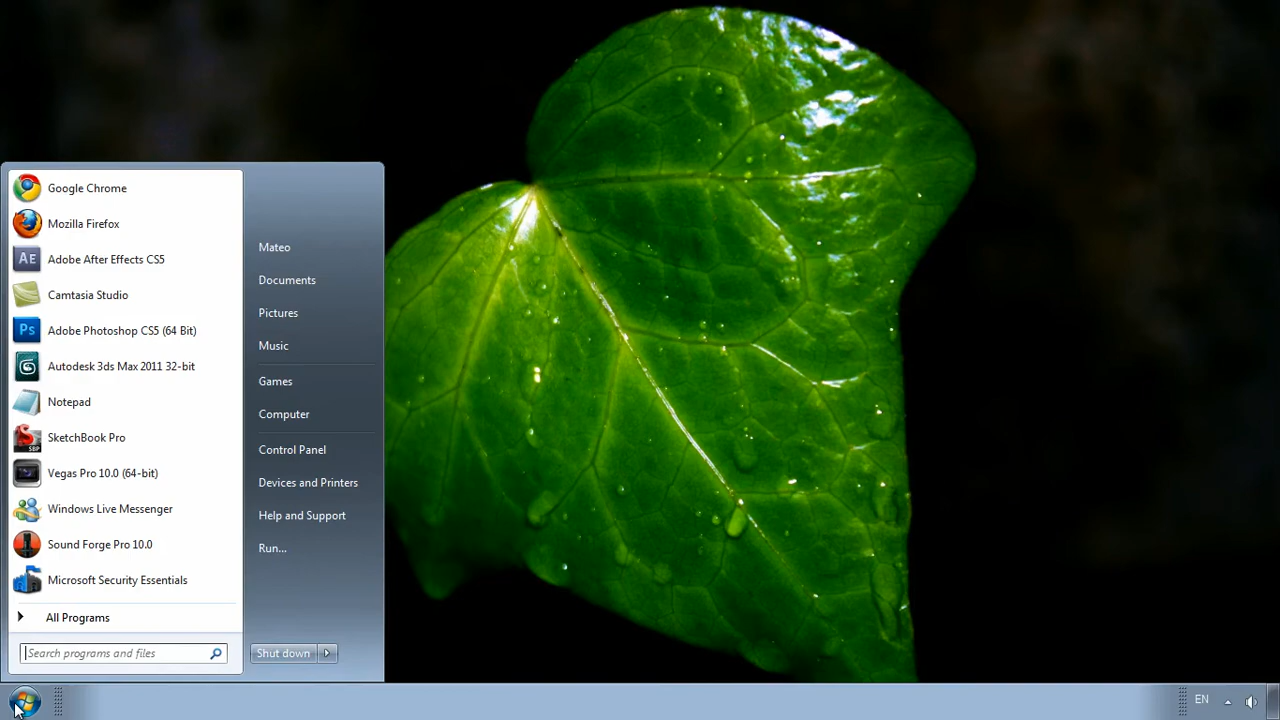 Google Chrome
Mozilla Firefox
AE Adobe After Effects CS5
Camtasia Studio
Ps Adobe Photoshop CS5 (64 Bit)
Autodesk 3ds Max 2011 32-bit
Notepad
SBP SketchBook Pro
Vegas Pro 10.0 (64-bit)
Windows Live Messenger
Sound Forge Pro 10.0
Microsoft Security Essentials
All Programs
Search programs and files
Mateo
Documents
Pictures
Music
Games
Computer
Control Panel
Devices and Printers
Help and Support
Run...
Shut down
EN